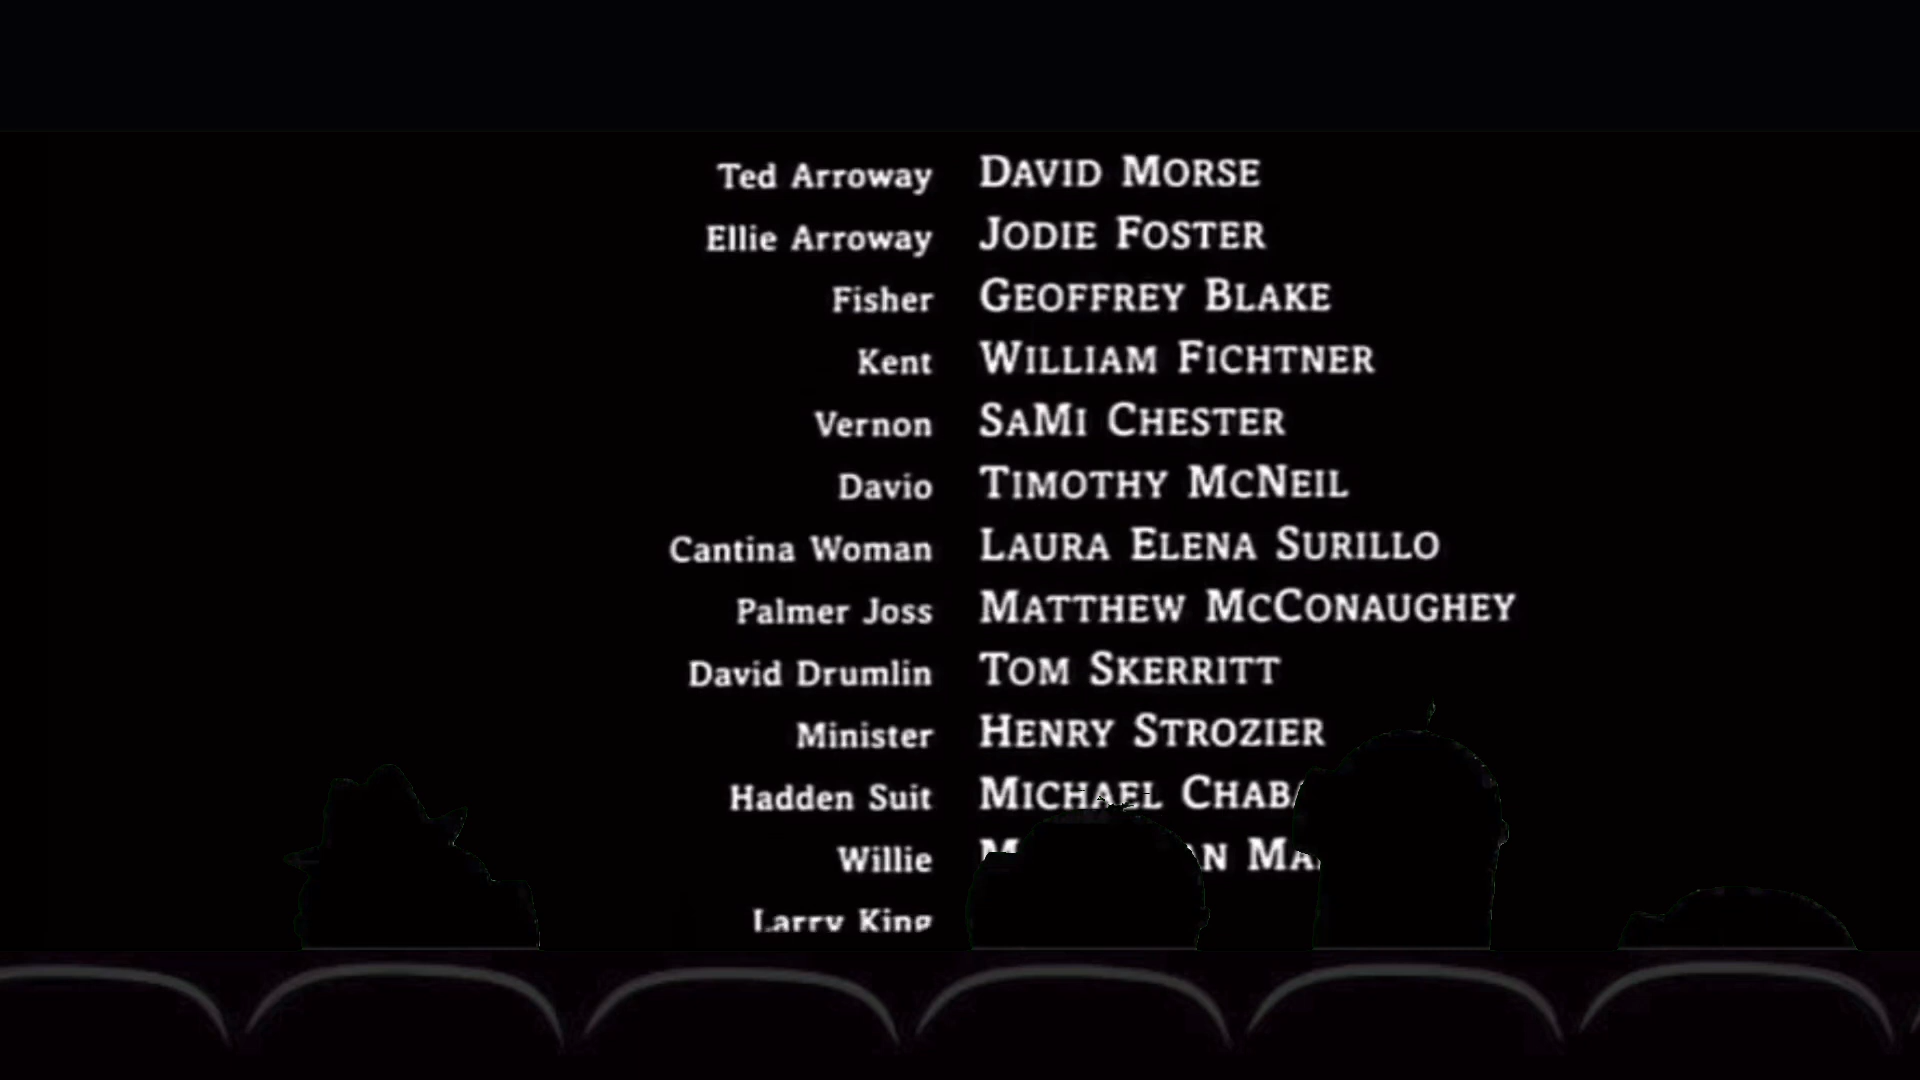 Ted Arroway DAVID MORSE
Ellie Arroway JODIE FOSTER
Fisher GEOFFREY BLAKE
Kent WILLIAM FICHTNER
Vernon SAMI CHESTER
Davio TIMOTHY MCNEIL
Cantina Woman LAURA ELENA SURILLO
Palmer Joss MATTHEW MCCONAUGHEY
David Drumlin TOM SKERRITT
Minister HENRY STROZIER
Hadden Suit MICHAEL
Willie
Larry King